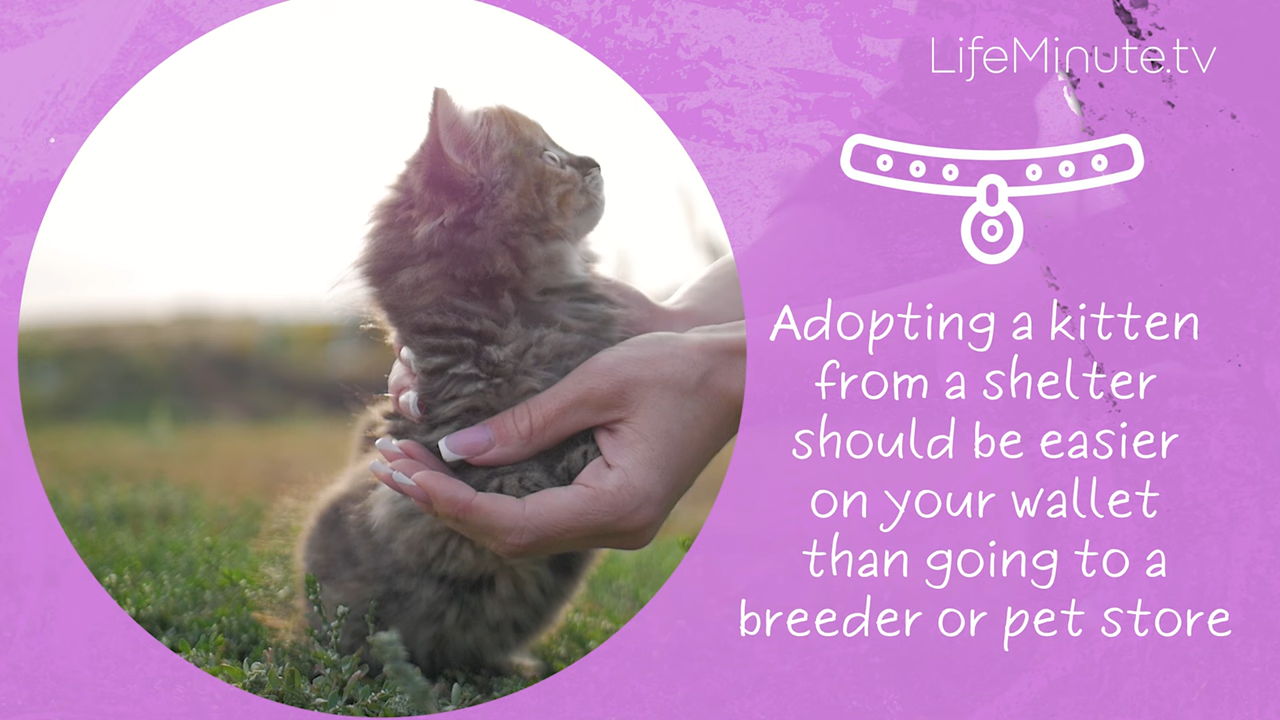 LifeMinute.tv
Adopting a kitten
from a shelter
should be easier
on your wallet
than going to a
breeder or pet store